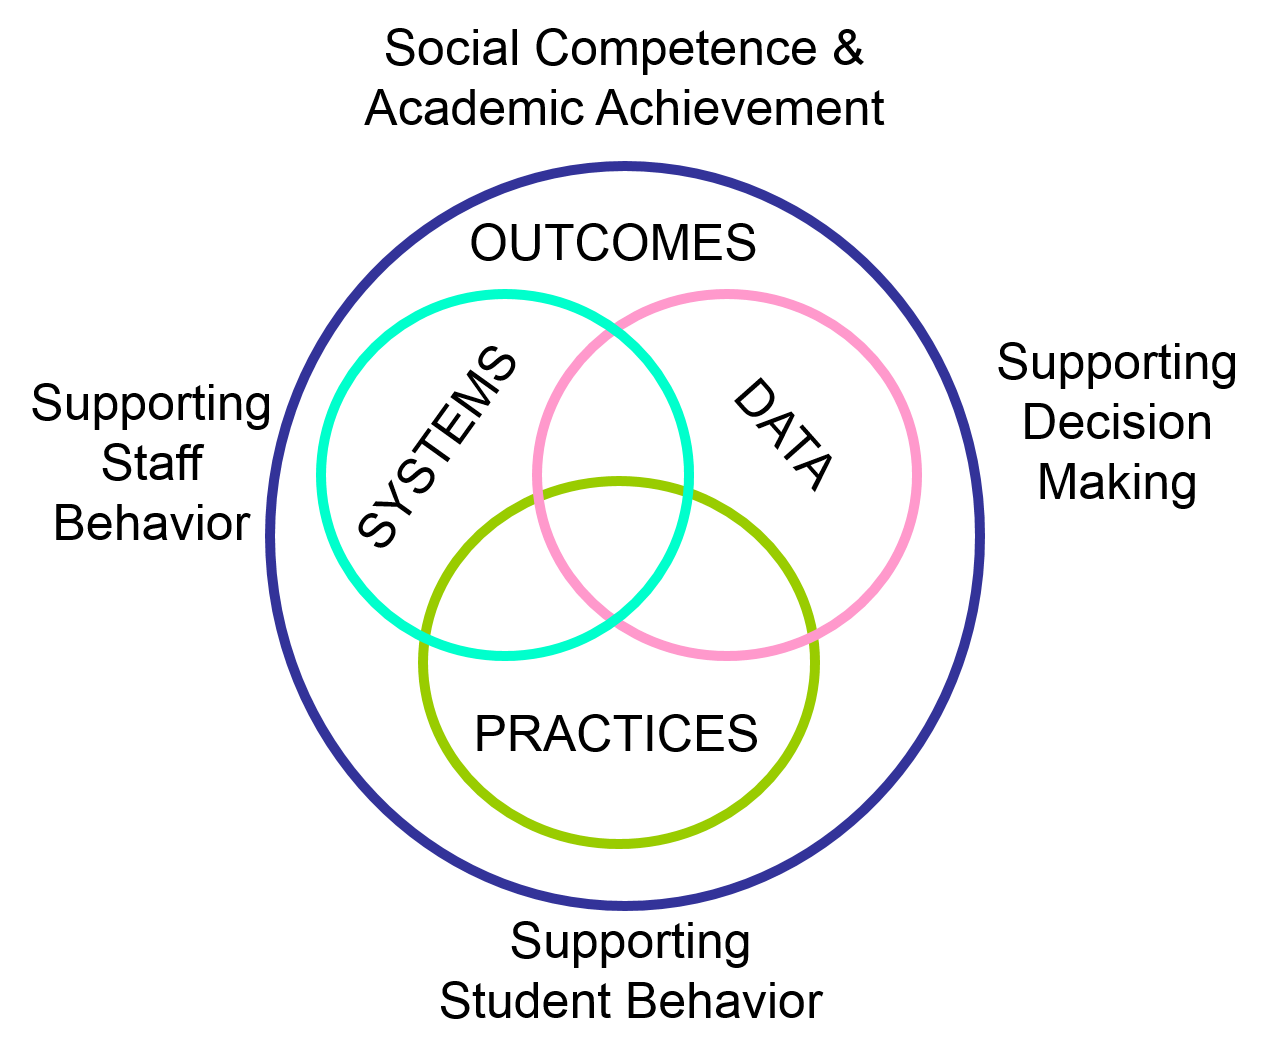 Social Competence &
Academic Achievement
OUTCOMES
Supporting
Staff
Behavior
SYSTEMS
DATA
Supporting
Decision
Making
PRACTICES
Supporting
Student Behavior